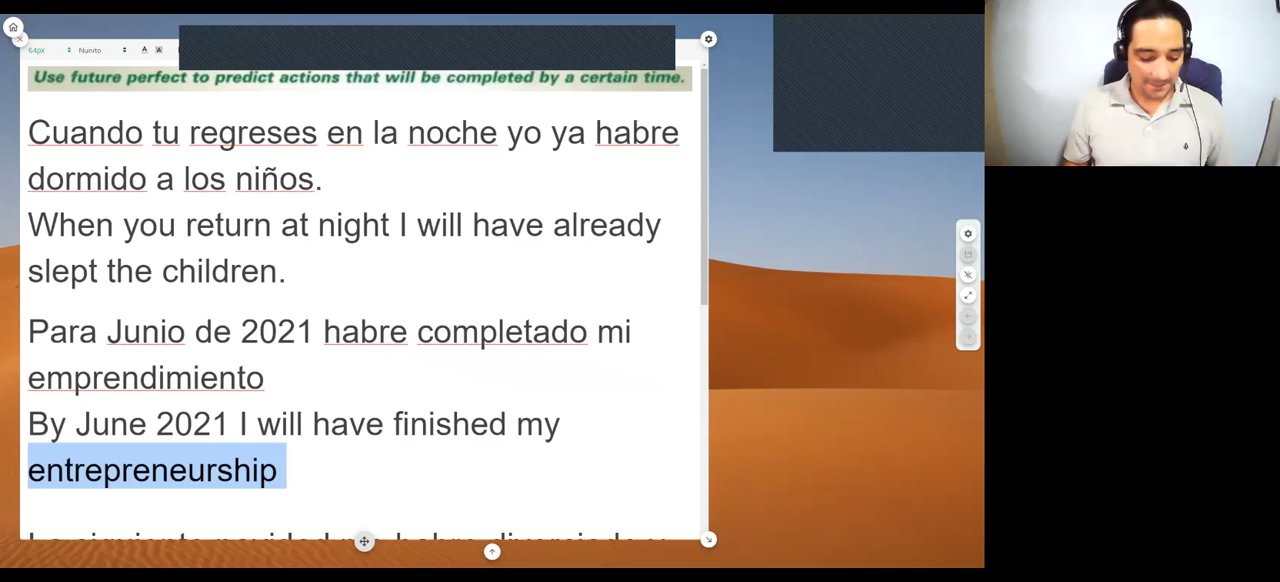 64px Nunito A A
Use future perfect to predict actions that will be completed by a certain time.
Cuando tu regreses en la noche yo ya habre
dormido a los niños.
When you return at night I will have already
slept the children.
Para Junio de 2021 habre completado mi
emprendimiento
By June 2021 I will have finished my
entrepreneurship